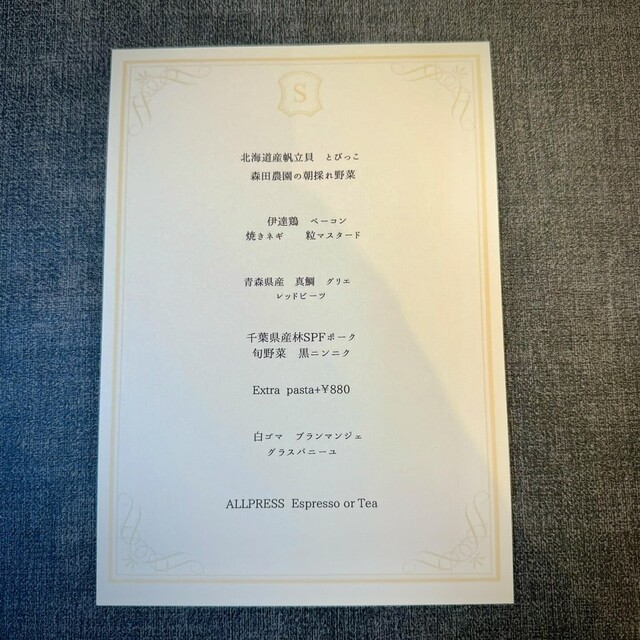 S
北海道産帆立貝　とびっこ
森田農園の朝採れ野菜
伊達鶏　ベーコン
焼きネギ　　粒マスタード
青森県産　真鯛　グリエ
レッドビーツ
千葉県産林SPFポーク
旬野菜　黒ニンニク
Extra pasta+¥880
白ゴマ　ブランマンジェ
グラスバニーユ
ALLPRESS Espresso or Tea